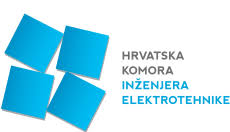 HRVATSKA
KOMORA
INŽENJERA
ELEKTROTEHNIKE